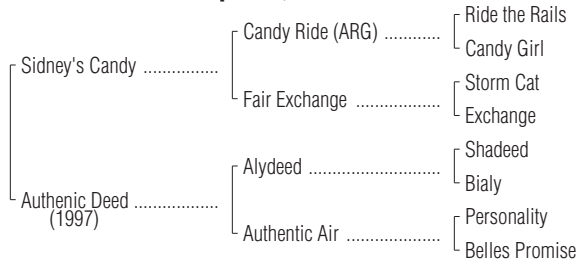 Ride the Rails
Candy Ride (ARG) ............
Candy Girl
Sidney's Candy ................
Storm Cat
Fair Exchange ..................
Exchange
Shadeed
Alydeed ............................
Bialy
Authenic Deed ..................
(1997)
Personality
Authentic Air ....................
Belles Promise